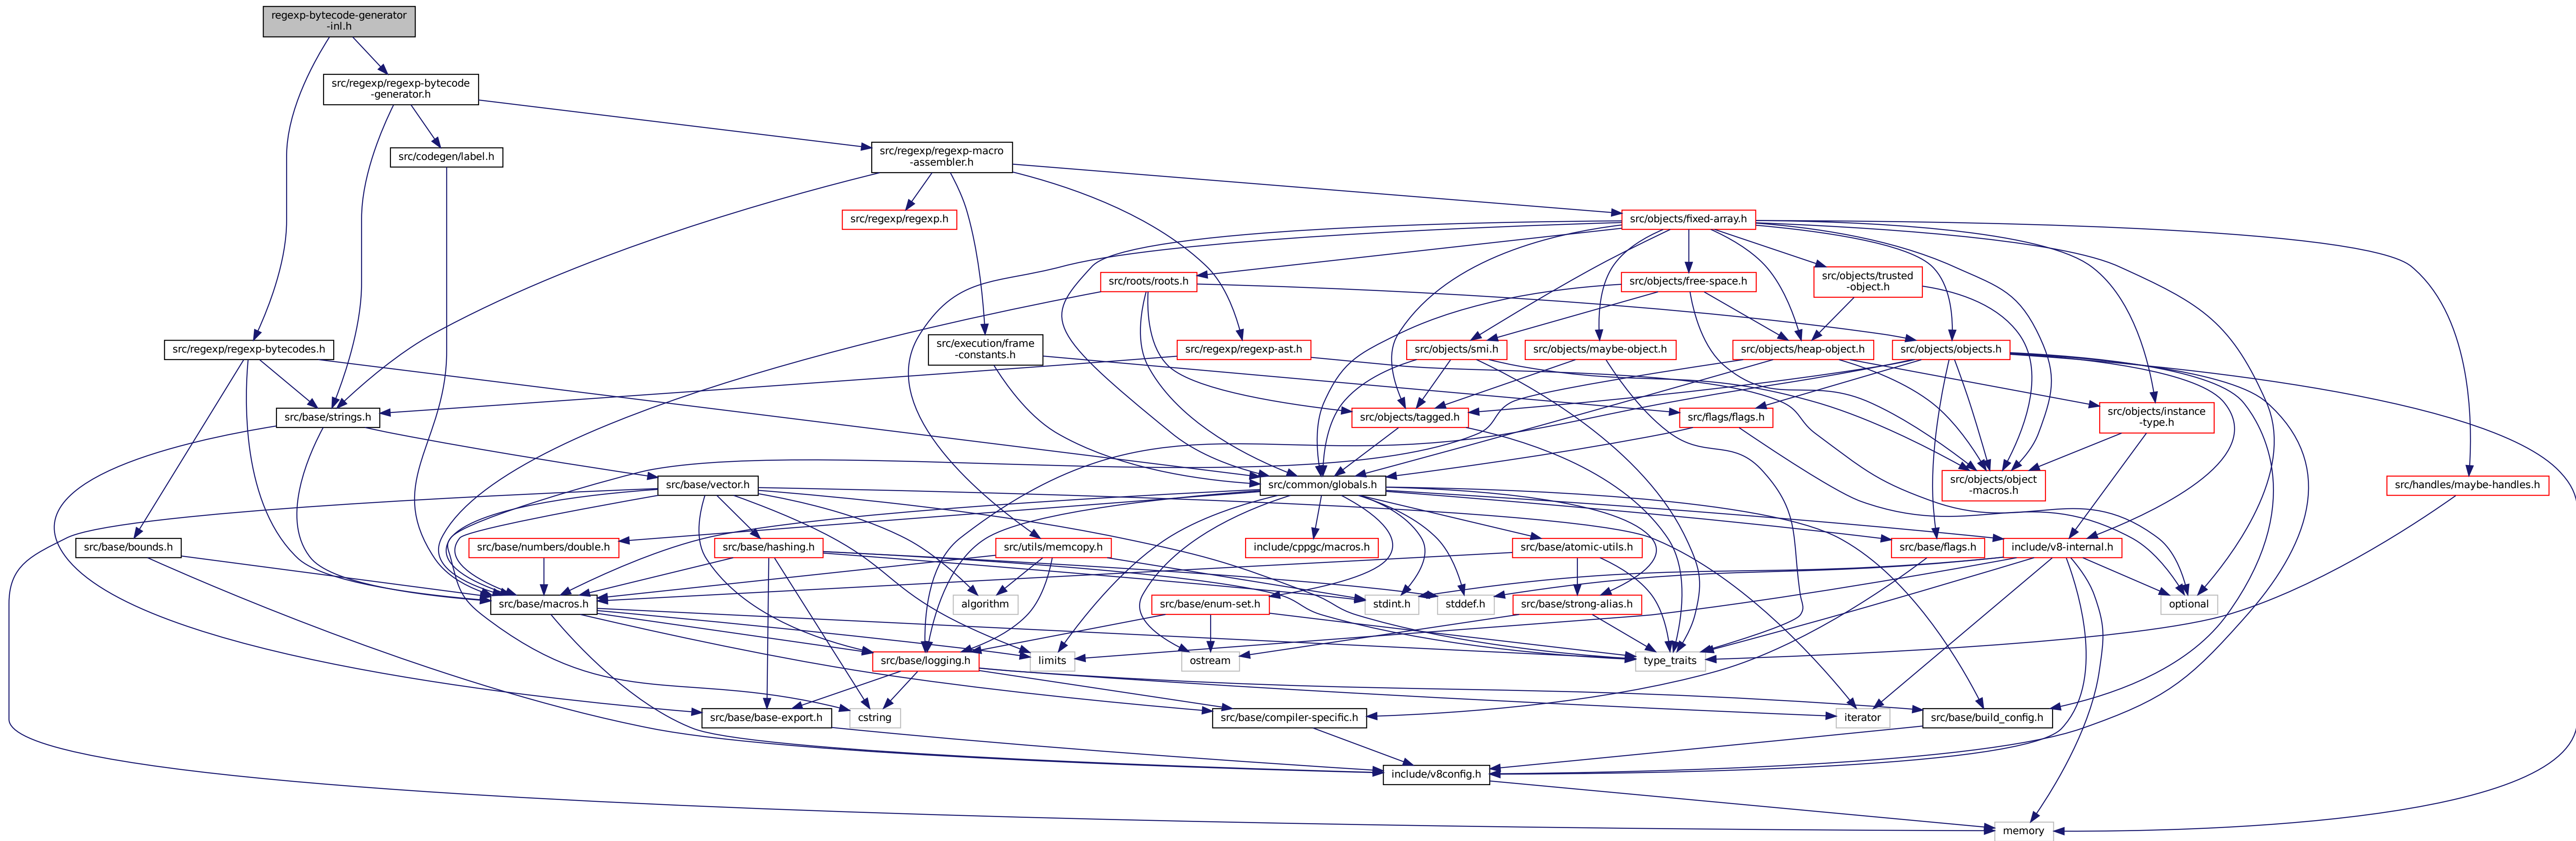 regexp-bytecode-generator
-inl.h
src/regexp/regexp-bytecode
-generator.h
src/codegen/label.h
src/regexp/regexp-macro
-assembler.h
src/regexp/regexp.h
src/objects/fixed-array.h
src/roots/roots.h
src/objects/free-space.h
src/objects/trusted
-object.h
src/regexp/regexp-bytecodes.h
src/execution/frame
-constants.h
src/regexp/regexp-ast.h
src/objects/smi.h
src/objects/maybe-object.h
src/objects/heap-object.h
src/objects/objects.h
src/base/strings.h
src/objects/tagged.h
src/flags/flags.h
src/objects/instance
-type.h
src/base/vector.h
src/common/globals.h
src/objects/object
-macros.h
src/handles/maybe-handles.h
src/base/bounds.h
src/base/numbers/double.h
src/base/hashing.h
src/utils/memcopy.h
include/cppgc/macros.h
src/base/atomic-utils.h
src/base/flags.h
include/v8-internal.h
src/base/macros.h
algorithm
src/base/enum-set.h
stdint.h
stddef.h
src/base/strong-alias.h
optional
src/base/logging.h
limits
ostream
type_traits
src/base/base-export.h
cstring
src/base/compiler-specific.h
iterator
src/base/build_config.h
include/v8config.h
memory